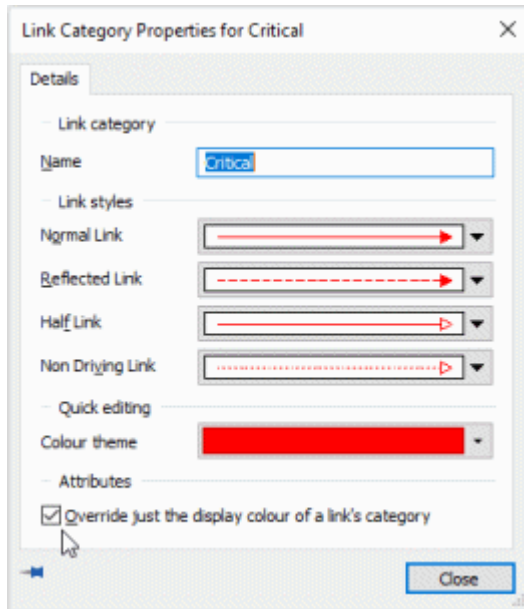 Link Category Properties for Critical
Details
Link category
Name Critical
Link styles
Normal Link
Reflected Link
Half Link
Non Driving Link
Quick editing
Colour theme
Attributes
Override just the display colour of a link's category
Close